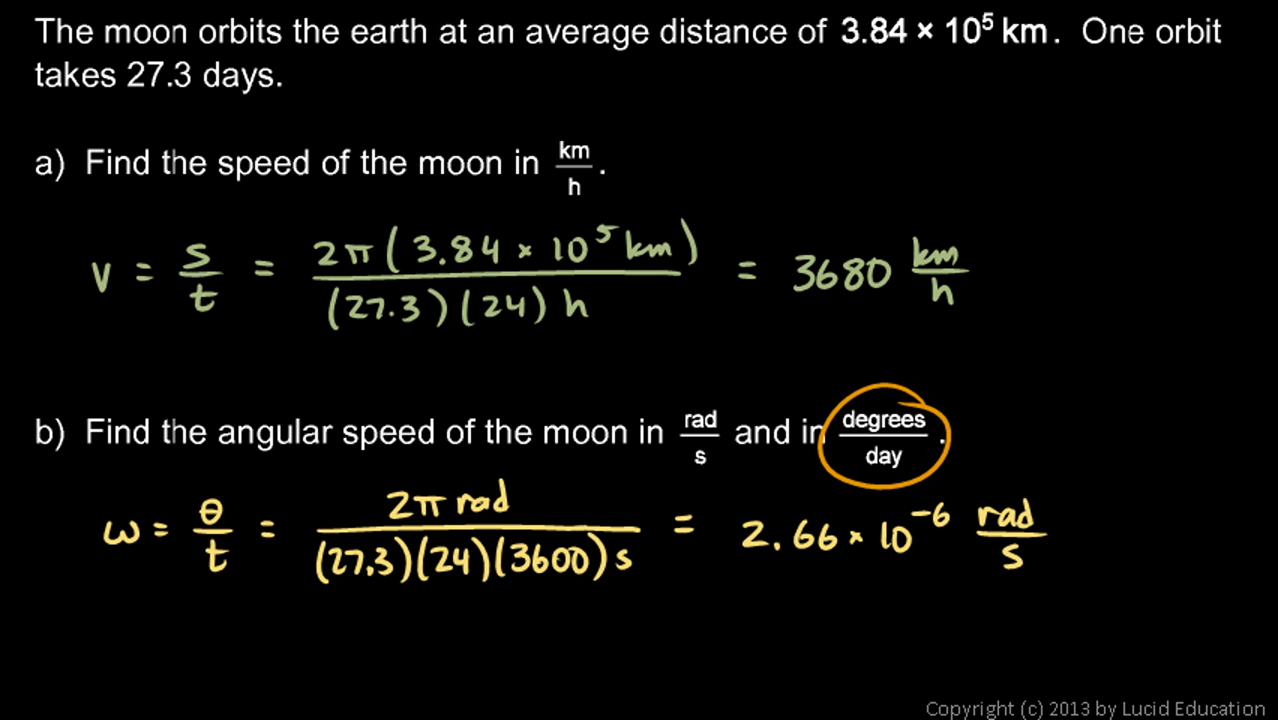 The moon orbits the earth at an average distance of 3.84 × 10⁵ km. One orbit
takes 27.3 days.
a) Find the speed of the moon in km/h.
v = s/t = 2π(3.84 × 10⁵ km)/(27.3)(24) h = 3680 km/h
b) Find the angular speed of the moon in rad/s and in degrees/day.
ω = θ/t = 2π rad/(27.3)(24)(3600) s = 2.66 × 10⁻⁶ rad/s
Copyright (c) 2013 by Lucid Education